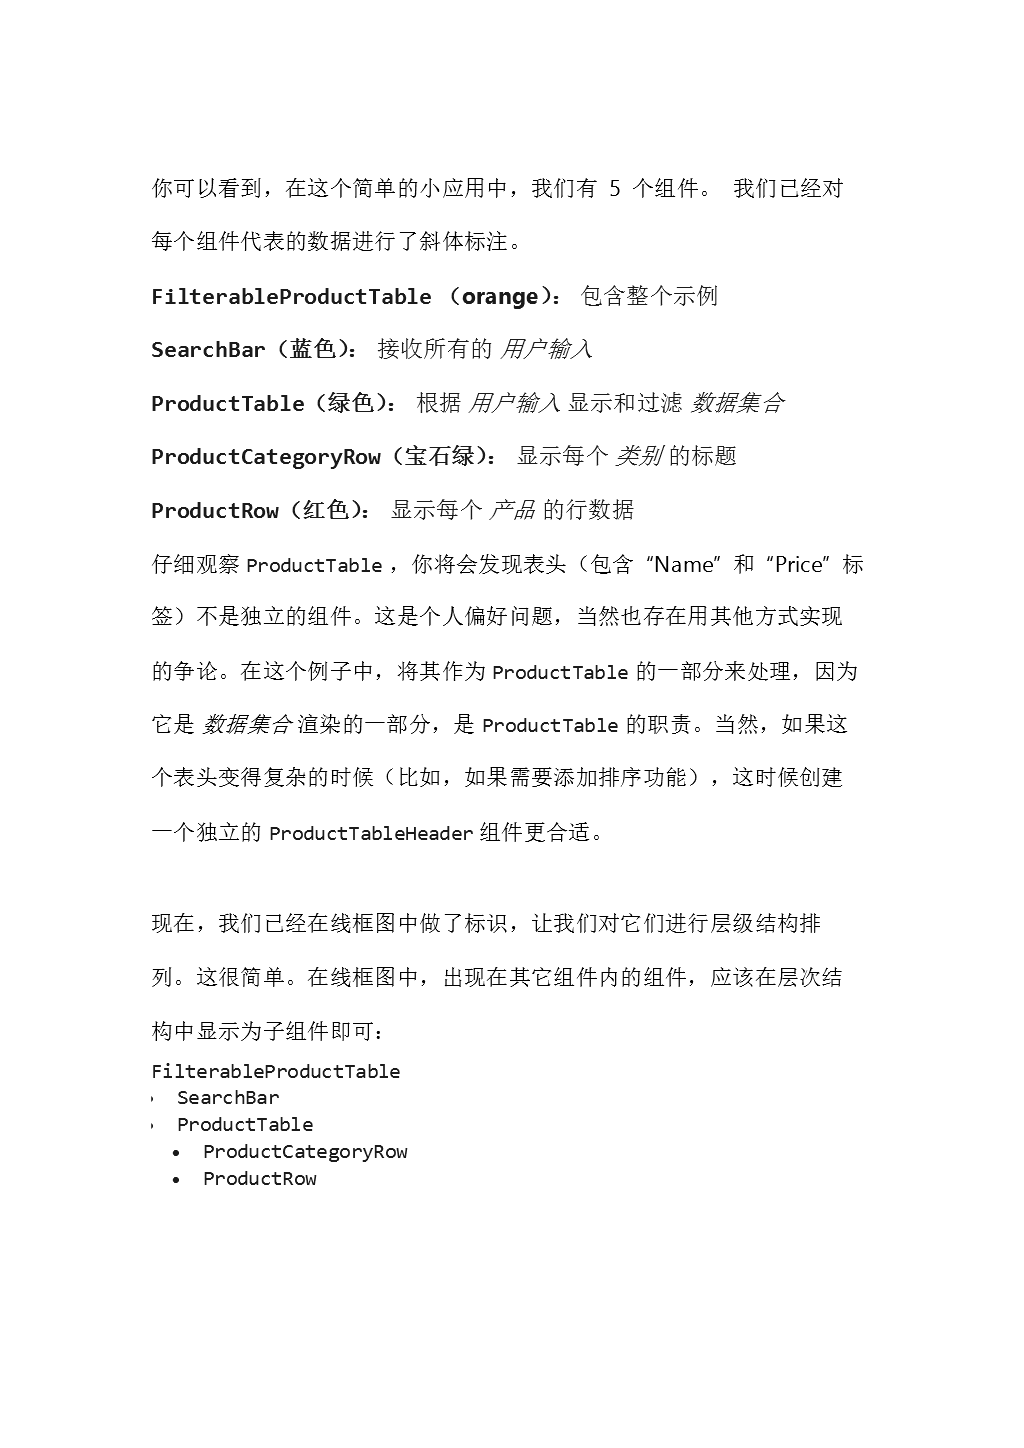 你可以看到，在这个简单的小应用中，我们有 5 个组件。 我们已经对
每个组件代表的数据进行了斜体标注。
FilterableProductTable （orange）： 包含整个示例
SearchBar（蓝色）： 接收所有的 用户输入
ProductTable（绿色）： 根据 用户输入 显示和过滤 数据集合
ProductCategoryRow（宝石绿）： 显示每个 类别 的标题
ProductRow（红色）： 显示每个 产品 的行数据
仔细观察 ProductTable ，你将会发现表头（包含 “Name” 和 “Price” 标
签）不是独立的组件。这是个人偏好问题，当然也存在用其他方式实现
的争论。在这个例子中，将其作为 ProductTable 的一部分来处理，因为
它是 数据集合 渲染的一部分，是 ProductTable 的职责。当然，如果这
个表头变得复杂的时候（比如，如果需要添加排序功能），这时候创建
一个独立的 ProductTableHeader 组件更合适。
现在，我们已经在线框图中做了标识，让我们对它们进行层级结构排
列。这很简单。在线框图中，出现在其它组件内的组件，应该在层次结
构中显示为子组件即可：
FilterableProductTable
• SearchBar
• ProductTable
• ProductCategoryRow
• ProductRow